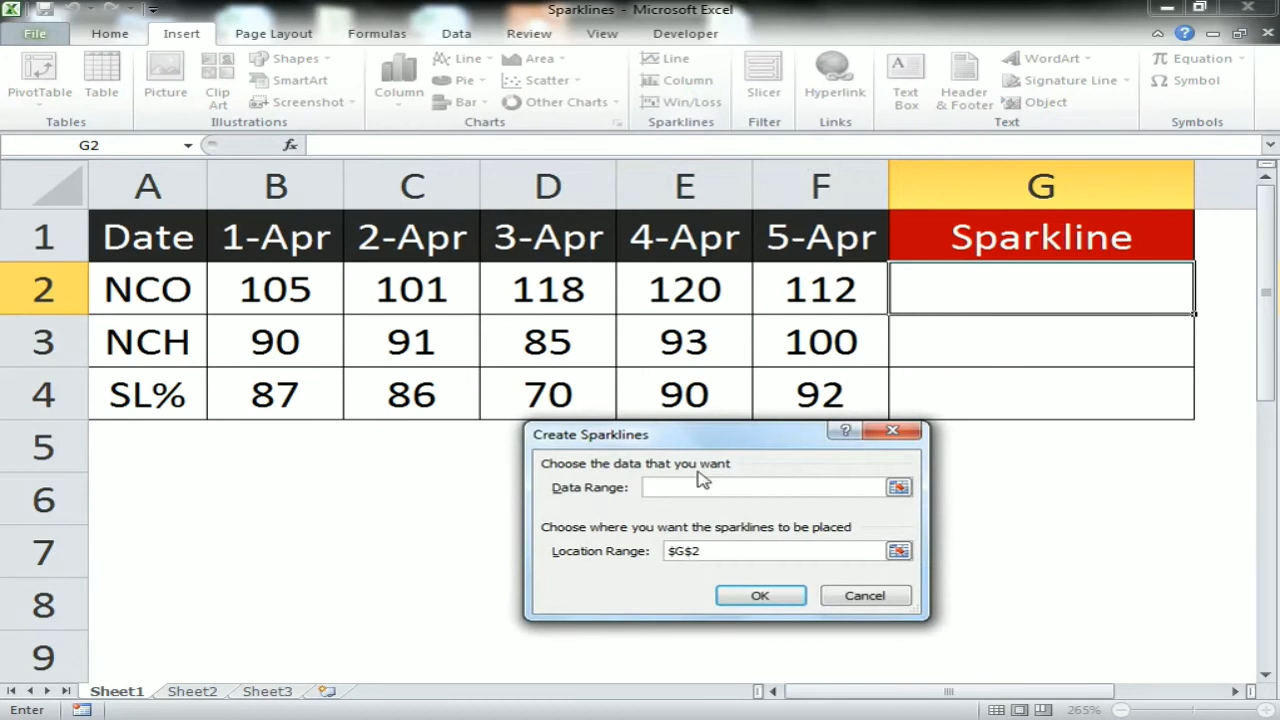 Sparklines - Microsoft Excel
File Home Insert Page Layout Formulas Data Review View Developer
PivotTable Table Picture Clip Art Shapes SmartArt Screenshot Column Line Pie Bar Area Scatter Other Charts Line Column Win/Loss Slicer Hyperlink Text Box Header & Footer WordArt Signature Line Object Equation Symbol
Tables Illustrations Charts Sparklines Filter Links Text Symbols
G2 fx
A B C D E F G
1 Date 1-Apr 2-Apr 3-Apr 4-Apr 5-Apr Sparkline
2 NCO 105 101 118 120 112
3 NCH 90 91 85 93 100
4 SL% 87 86 70 90 92
5
6
7
8
9
Create Sparklines
Choose the data that you want
Data Range:
Choose where you want the sparklines to be placed
Location Range: $G$2
OK Cancel
Sheet1 Sheet2 Sheet3
Enter 265%